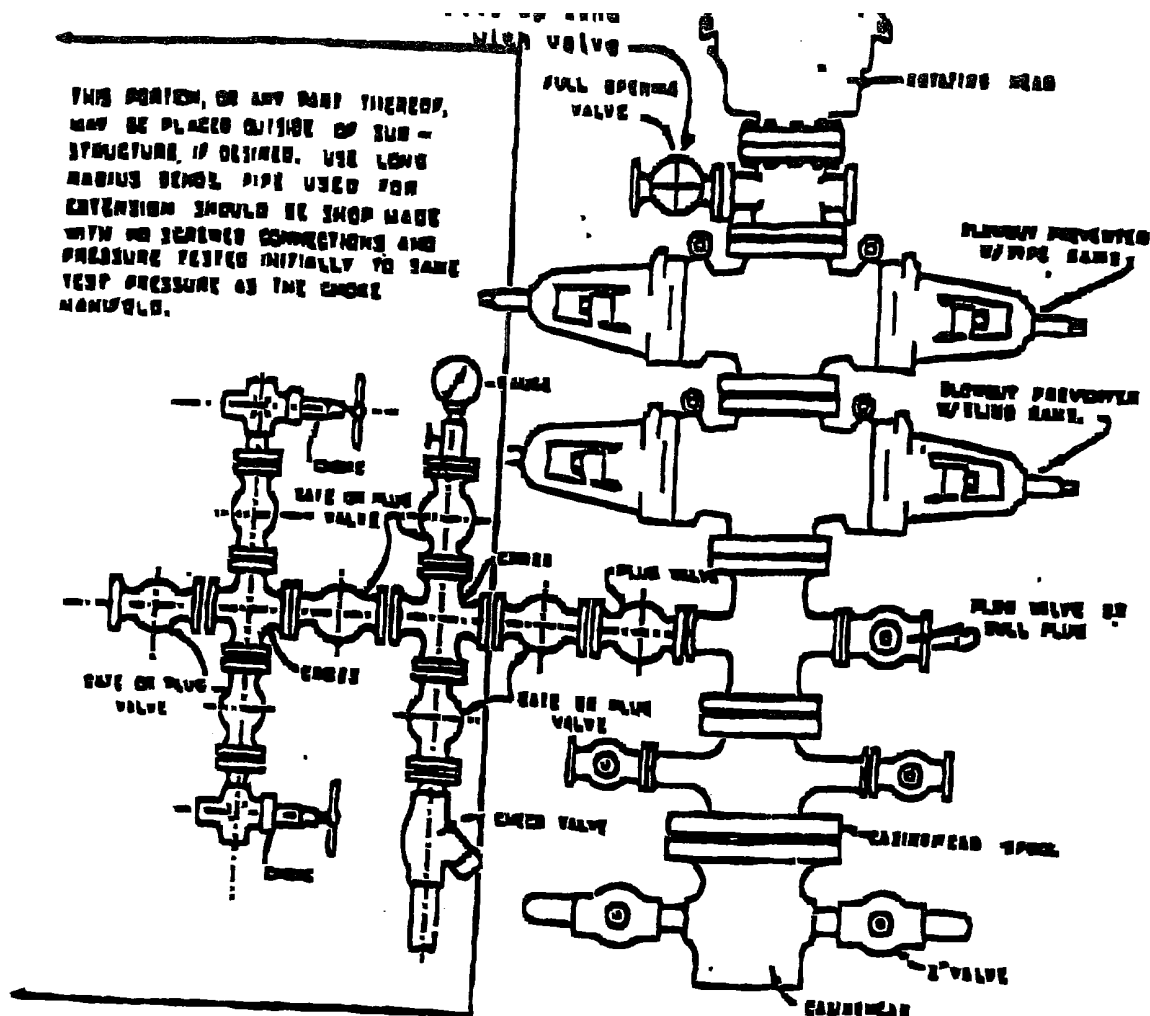 with valve
FULL OPENING
VALVE
ROTATING HEAD
THIS PORTION, OR ANY PART THEREOF,
MAY BE PLACED OUTSIDE OF SUB-
STRUCTURE, IF DESIRED. USE LONG
RADIUS BENDS. PIPE USED FOR
EXTENSION SHOULD BE SHOP MADE
WITH NO SCREWED CONNECTIONS AND
PRESSURE TESTED INITIALLY TO SAME
TEST PRESSURE AS THE CHOKE
MANIFOLD.
BLOWOUT PREVENTER
W/PIPE RAMS.
GAUGE
BLOWOUT PREVENTER
W/BLIND RAMS.
CHOKE
GATE OR PLUG
VALVE
CROSS
PLUG VALVE
PLUG VALVE OR
BULL PLUG
CROSS
GATE OR PLUG
VALVE
GATE OR PLUG
VALVE
CHECK VALVE
CASINGHEAD SPOOL
CHOKE
2" VALVE
CASINGHEAD